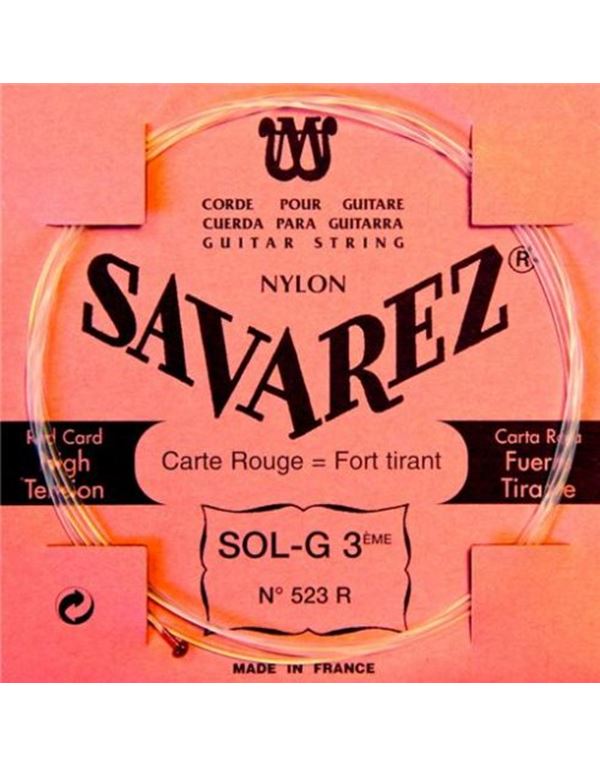 CORDE POUR GUITARE
CUERDA PARA GUITARRA
GUITAR STRING
NYLON
SAVAREZ®
Red Card
High
Tension
Carte Rouge = Fort tirant
Carta Roja
Fuerte
Tirante
SOL-G 3ÈME
N° 523 R
MADE IN FRANCE